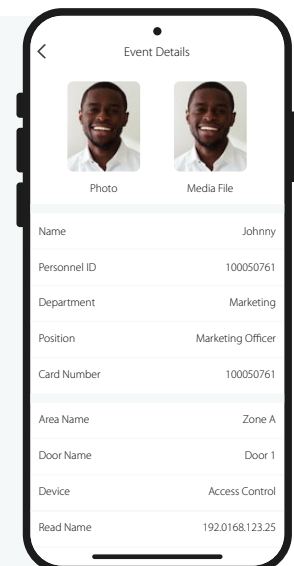 Event Details
Photo Media File
Name Johnny
Personnel ID 100050761
Department Marketing
Position Marketing Officer
Card Number 100050761
Area Name Zone A
Door Name Door 1
Device Access Control
Read Name 192.0168.123.25